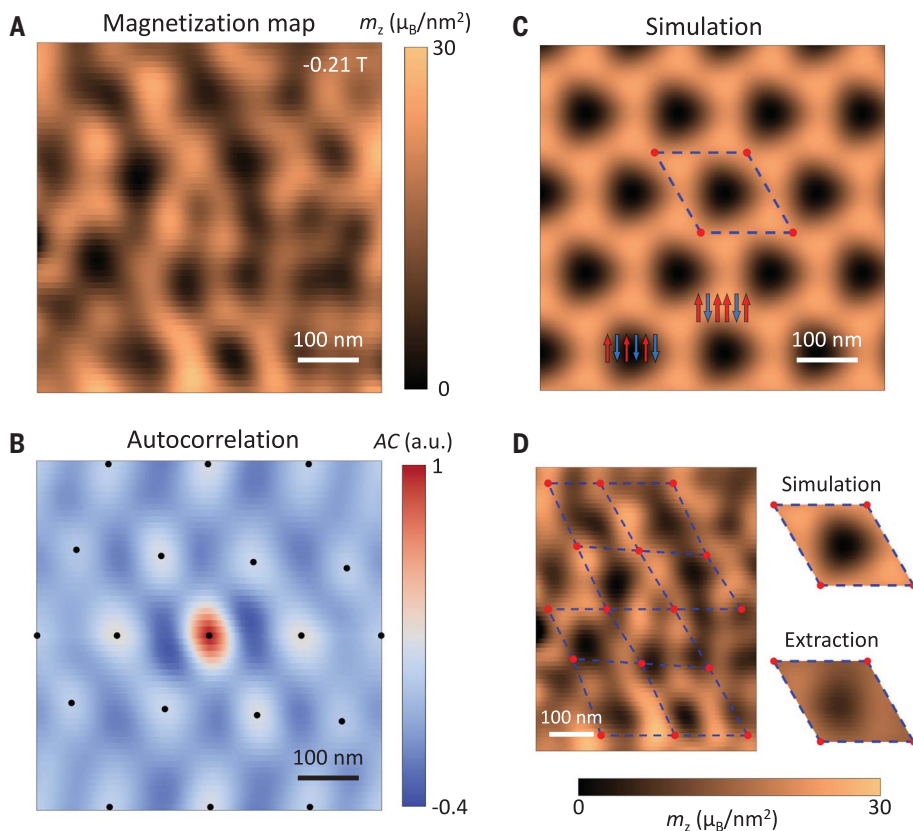 A
Magnetization map
m_z (μ_B/nm²)
-0.21 T
30
0
100 nm
C
Simulation
100 nm
B
Autocorrelation
AC (a.u.)
1
-0.4
100 nm
D
100 nm
Simulation
Extraction
0
30
m_z (μ_B/nm²)